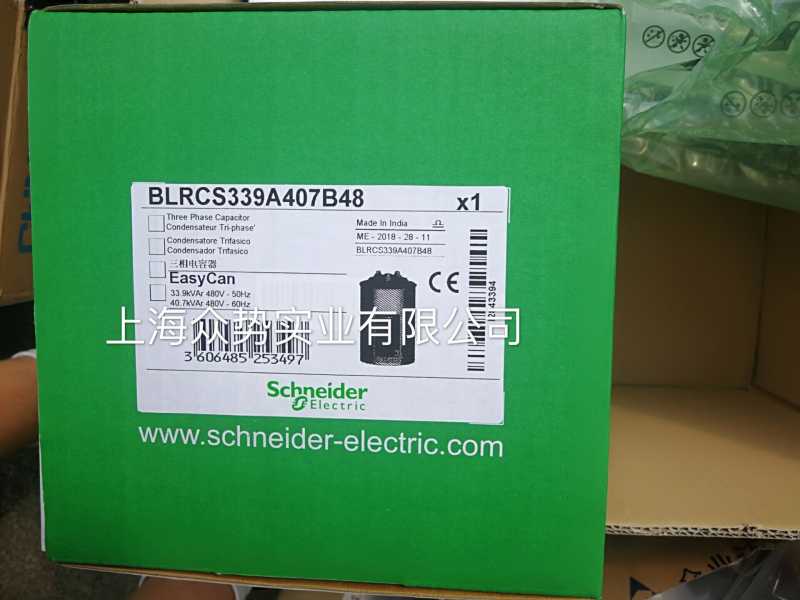 BLRCS339A407B48
x1
Three Phase Capacitor
Condensateur Tri-phase'
Condensatore Trifasico
Condensador Trifasico
三相电容器
EasyCan
33.9kVAr 480V - 50Hz
40.7kVAr 480V - 60Hz
Made In India
ME - 2018 - 28 - 11
BLRCS339A407B48
CE
上海众势实业有限公司
3 606485 253497
Schneider
Electric
www.schneider-electric.com